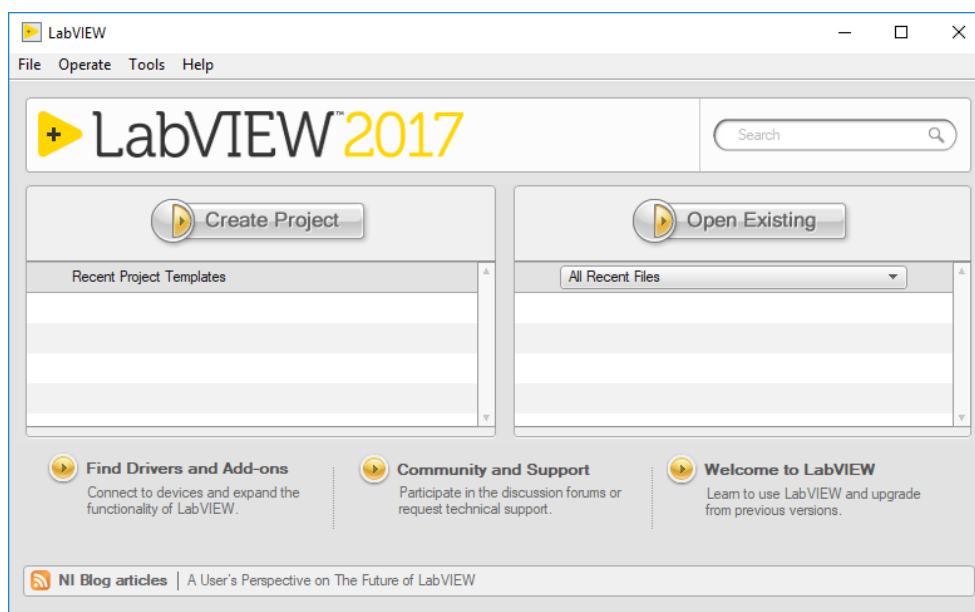 LabVIEW
File Operate Tools Help
LabVIEW™ 2017
Search
Create Project
Open Existing
Recent Project Templates
All Recent Files
Find Drivers and Add-ons
Connect to devices and expand the
functionality of LabVIEW.
Community and Support
Participate in the discussion forums or
request technical support.
Welcome to LabVIEW
Learn to use LabVIEW and upgrade
from previous versions.
NI Blog articles | A User's Perspective on The Future of LabVIEW